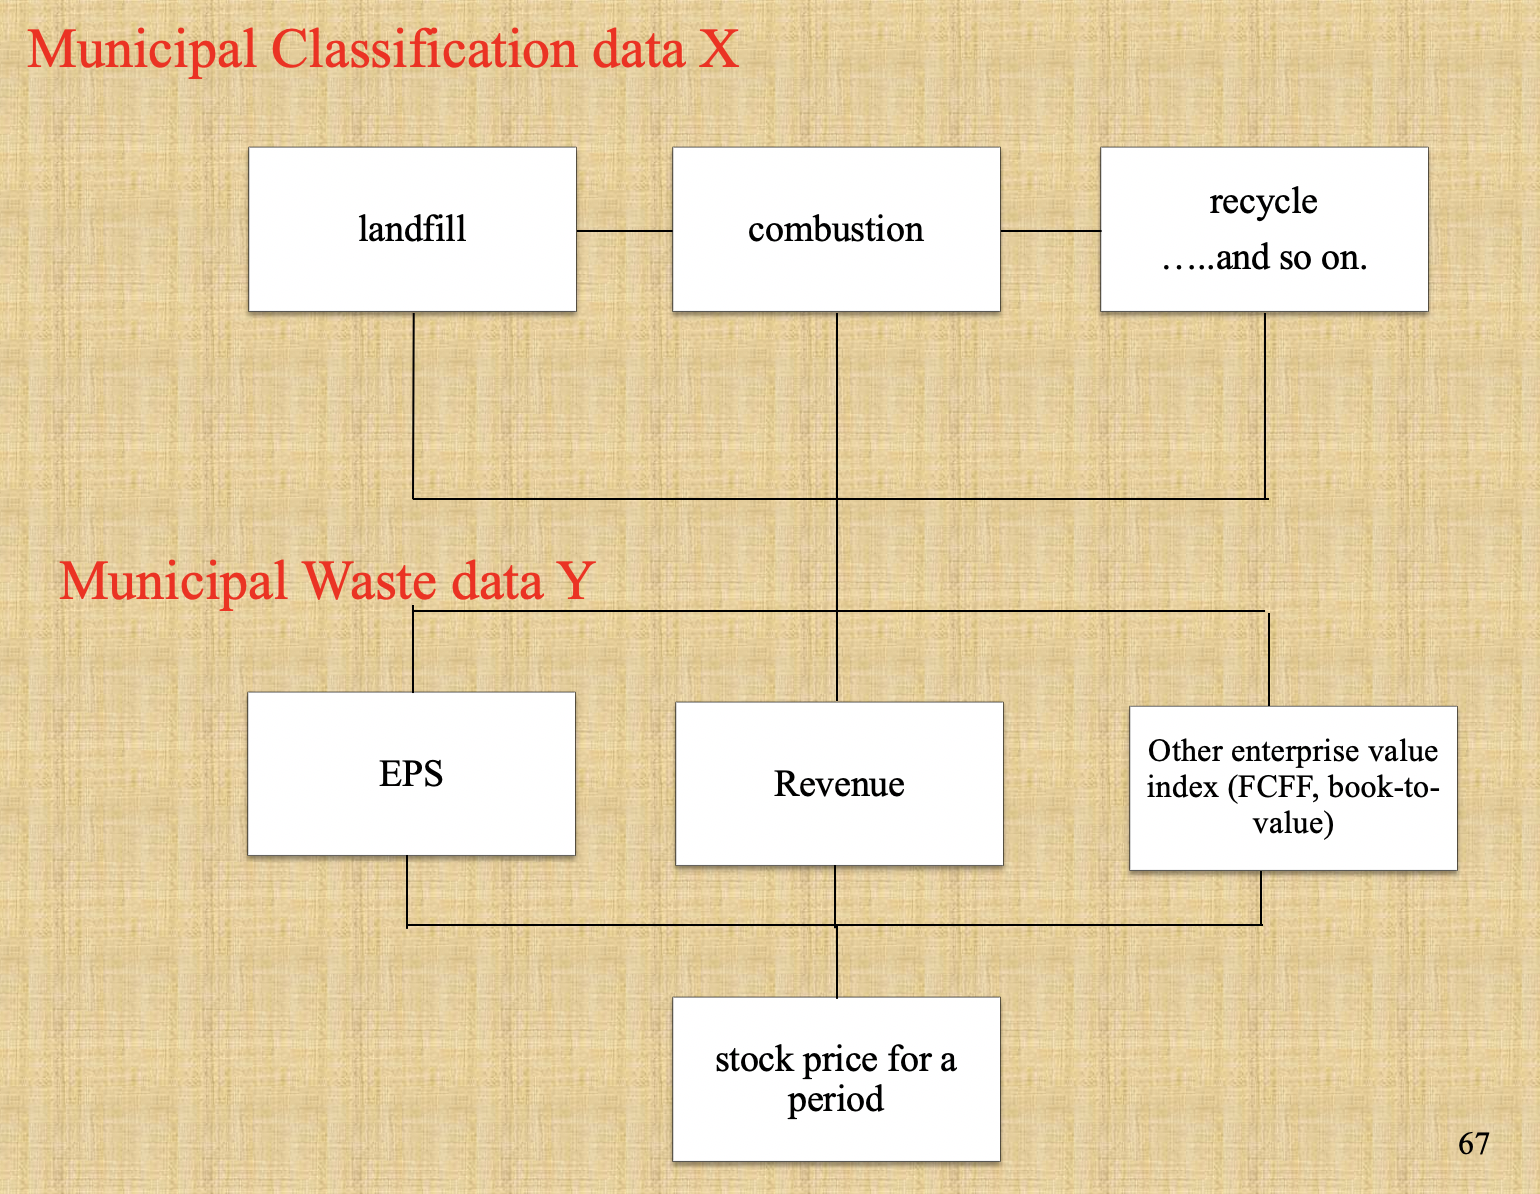 Municipal Classification data X
landfill
combustion
recycle
…..and so on.
Municipal Waste data Y
EPS
Revenue
Other enterprise value
index (FCFF, book-to-
value)
stock price for a
period
67